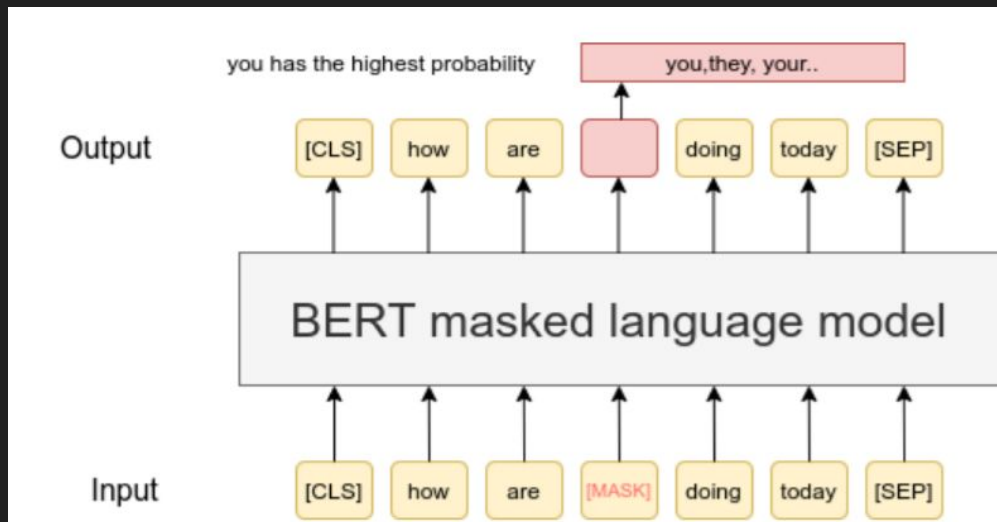 you has the highest probability
you,they, your..
Output
[CLS] how are doing today [SEP]
BERT masked language model
Input
[CLS] how are [MASK] doing today [SEP]